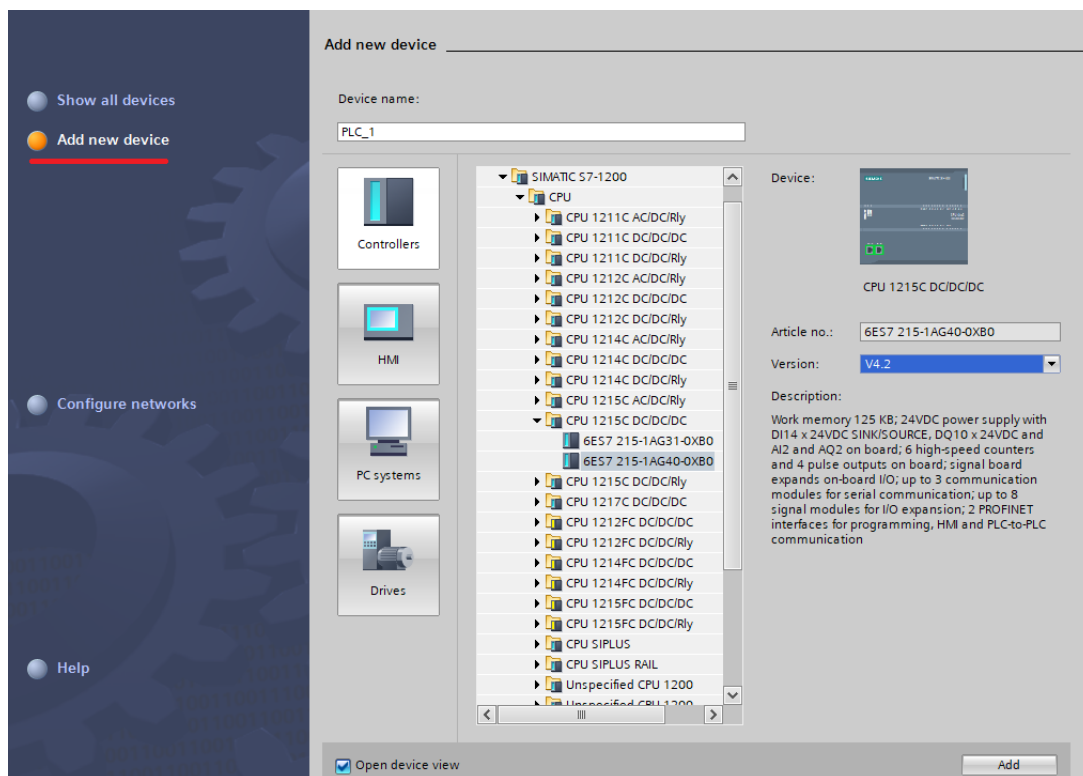 Add new device
Show all devices
Add new device
Configure networks
Help
Device name:
PLC_1
Controllers
HMI
PC systems
Drives
SIMATIC S7-1200
CPU
CPU 1211C AC/DC/Rly
CPU 1211C DC/DC/DC
CPU 1211C DC/DC/Rly
CPU 1212C AC/DC/Rly
CPU 1212C DC/DC/DC
CPU 1212C DC/DC/Rly
CPU 1214C AC/DC/Rly
CPU 1214C DC/DC/DC
CPU 1214C DC/DC/Rly
CPU 1215C AC/DC/Rly
CPU 1215C DC/DC/DC
6ES7 215-1AG31-0XB0
6ES7 215-1AG40-0XB0
CPU 1215C DC/DC/Rly
CPU 1217C DC/DC/DC
CPU 1212FC DC/DC/DC
CPU 1212FC DC/DC/Rly
CPU 1214FC DC/DC/DC
CPU 1214FC DC/DC/Rly
CPU 1215FC DC/DC/DC
CPU 1215FC DC/DC/Rly
CPU SIPLUS
CPU SIPLUS RAIL
Unspecified CPU 1200
Unspecified CPU 1200
Device:
CPU 1215C DC/DC/DC
Article no.:
6ES7 215-1AG40-0XB0
Version:
V4.2
Description:
Work memory 125 KB; 24VDC power supply with
DI14 x 24VDC SINK/SOURCE, DQ10 x 24VDC and
AI2 and AQ2 on board; 6 high-speed counters
and 4 pulse outputs on board; signal board
expands on-board I/O; up to 3 communication
modules for serial communication; up to 8
signal modules for I/O expansion; 2 PROFINET
interfaces for programming, HMI and PLC-to-PLC
communication
Open device view
Add